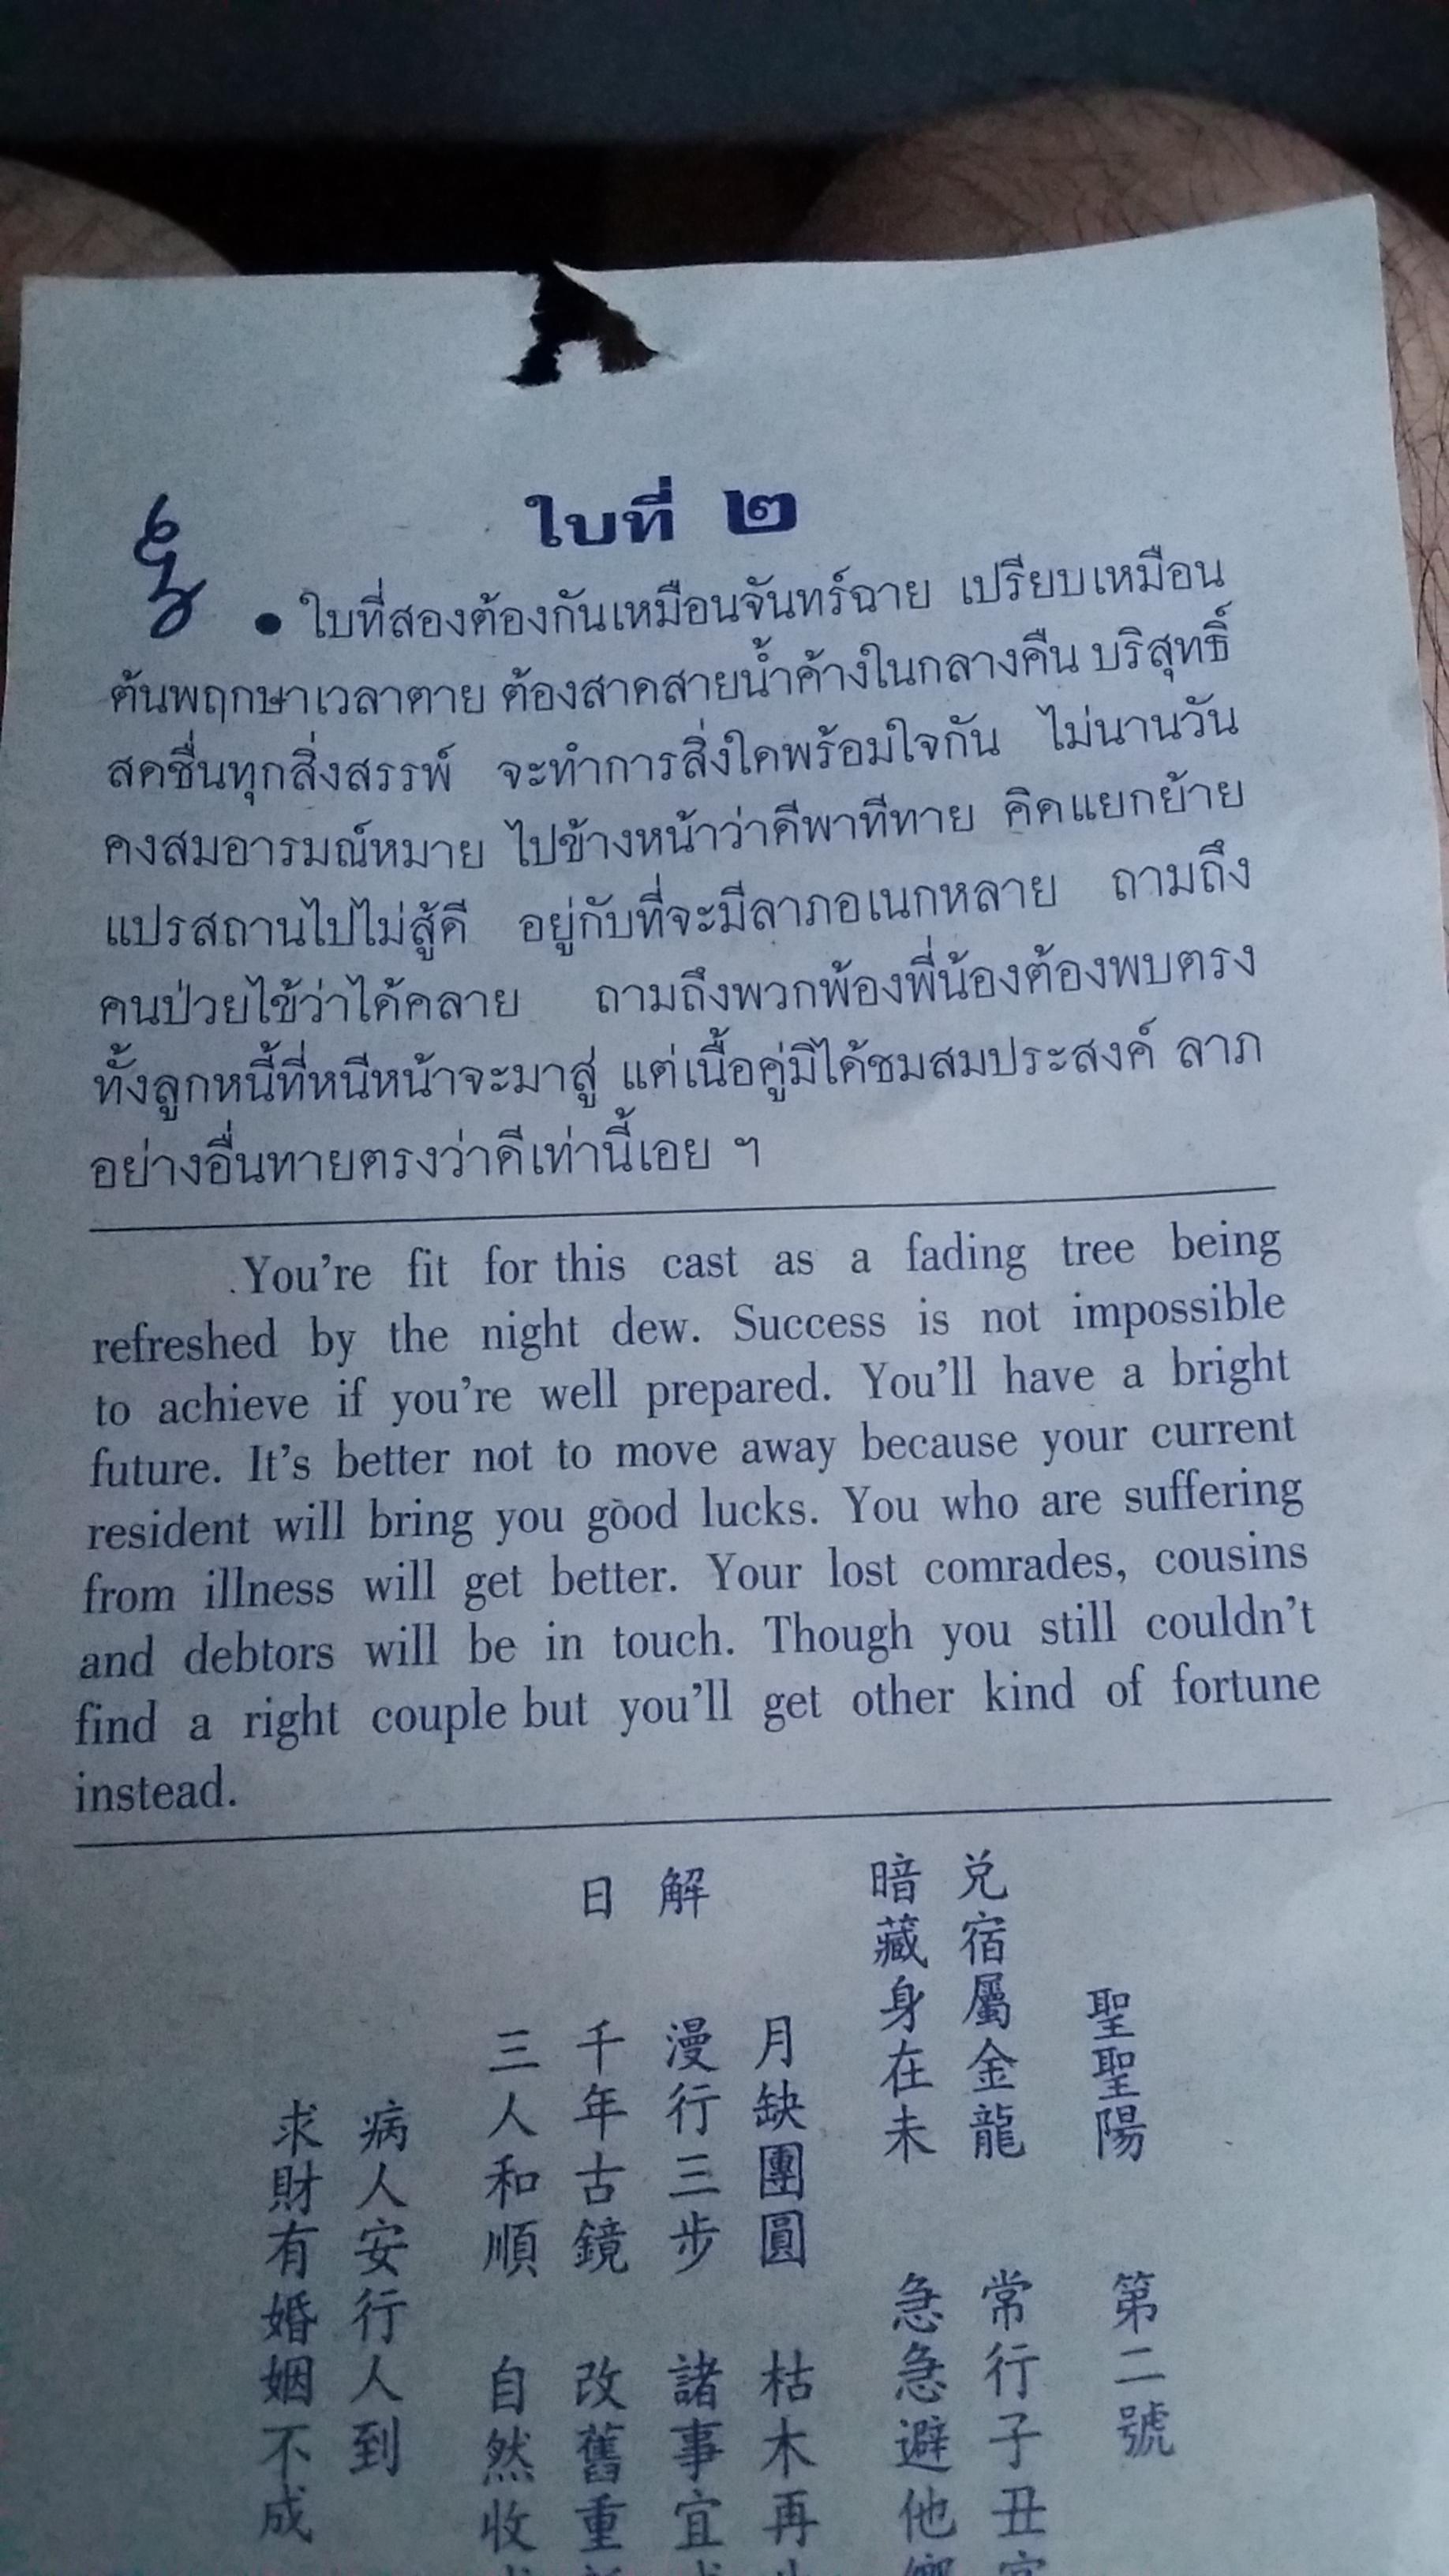 ใบที่ ๒
• ใบที่สองต้องกันเหมือนจันทร์ฉาย เปรียบเหมือน
ต้นพฤกษาเวลาตาย ต้องสาดสายน้ำค้างในกลางคืน บริสุทธิ์
สดชื่นทุกสิ่งสรรพ์ จะทำการสิ่งใดพร้อมใจกัน ไม่นานวัน
คงสมอารมณ์หมาย ไปข้างหน้าว่าดีพาทีทาย คิดแยกย้าย
แปรสถานไปไม่สู้ดี อยู่กับที่จะมีลาภอเนกหลาย ถามถึง
คนป่วยไข้ว่าได้คลาย ถามถึงพวกพ้องพี่น้องต้องพบตรง
ทั้งลูกหนี้ที่หนีหน้าจะมาสู่ แต่เนื้อคู่มิได้ชมสมประสงค์ ลาภ
อย่างอื่นทายตรงว่าดีเท่านี้เอย ฯ
You're fit for this cast as a fading tree being
refreshed by the night dew. Success is not impossible
to achieve if you're well prepared. You'll have a bright
future. It's better not to move away because your current
resident will bring you good lucks. You who are suffering
from illness will get better. Your lost comrades, cousins
and debtors will be in touch. Though you still couldn't
find a right couple but you'll get other kind of fortune
instead.
聖聖陽 第二號
兌宿屬金龍 常行子丑
暗藏身在未 急急避他
解日
月缺團圓 枯木再
漫行三步 諸事宜
千年古鏡 改舊重
三人和順 自然收
病人安行人到
求財有婚姻不成